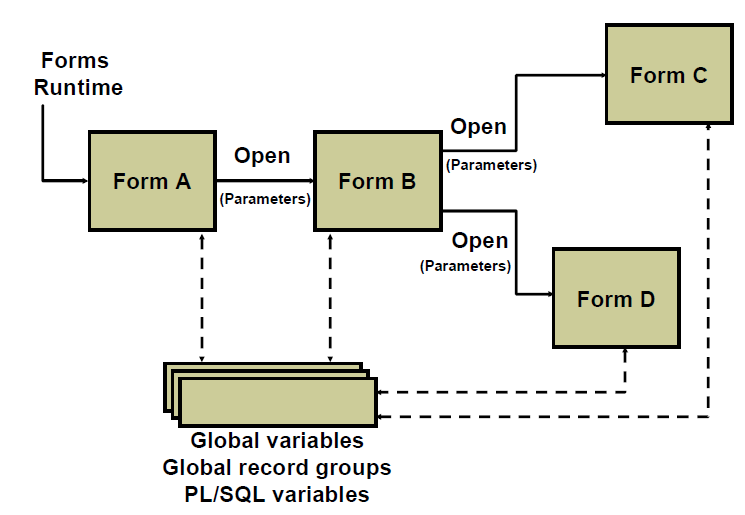 Forms
Runtime
Form A
Open
(Parameters)
Form B
Open
(Parameters)
Form C
Open
(Parameters)
Form D
Global variables
Global record groups
PL/SQL variables